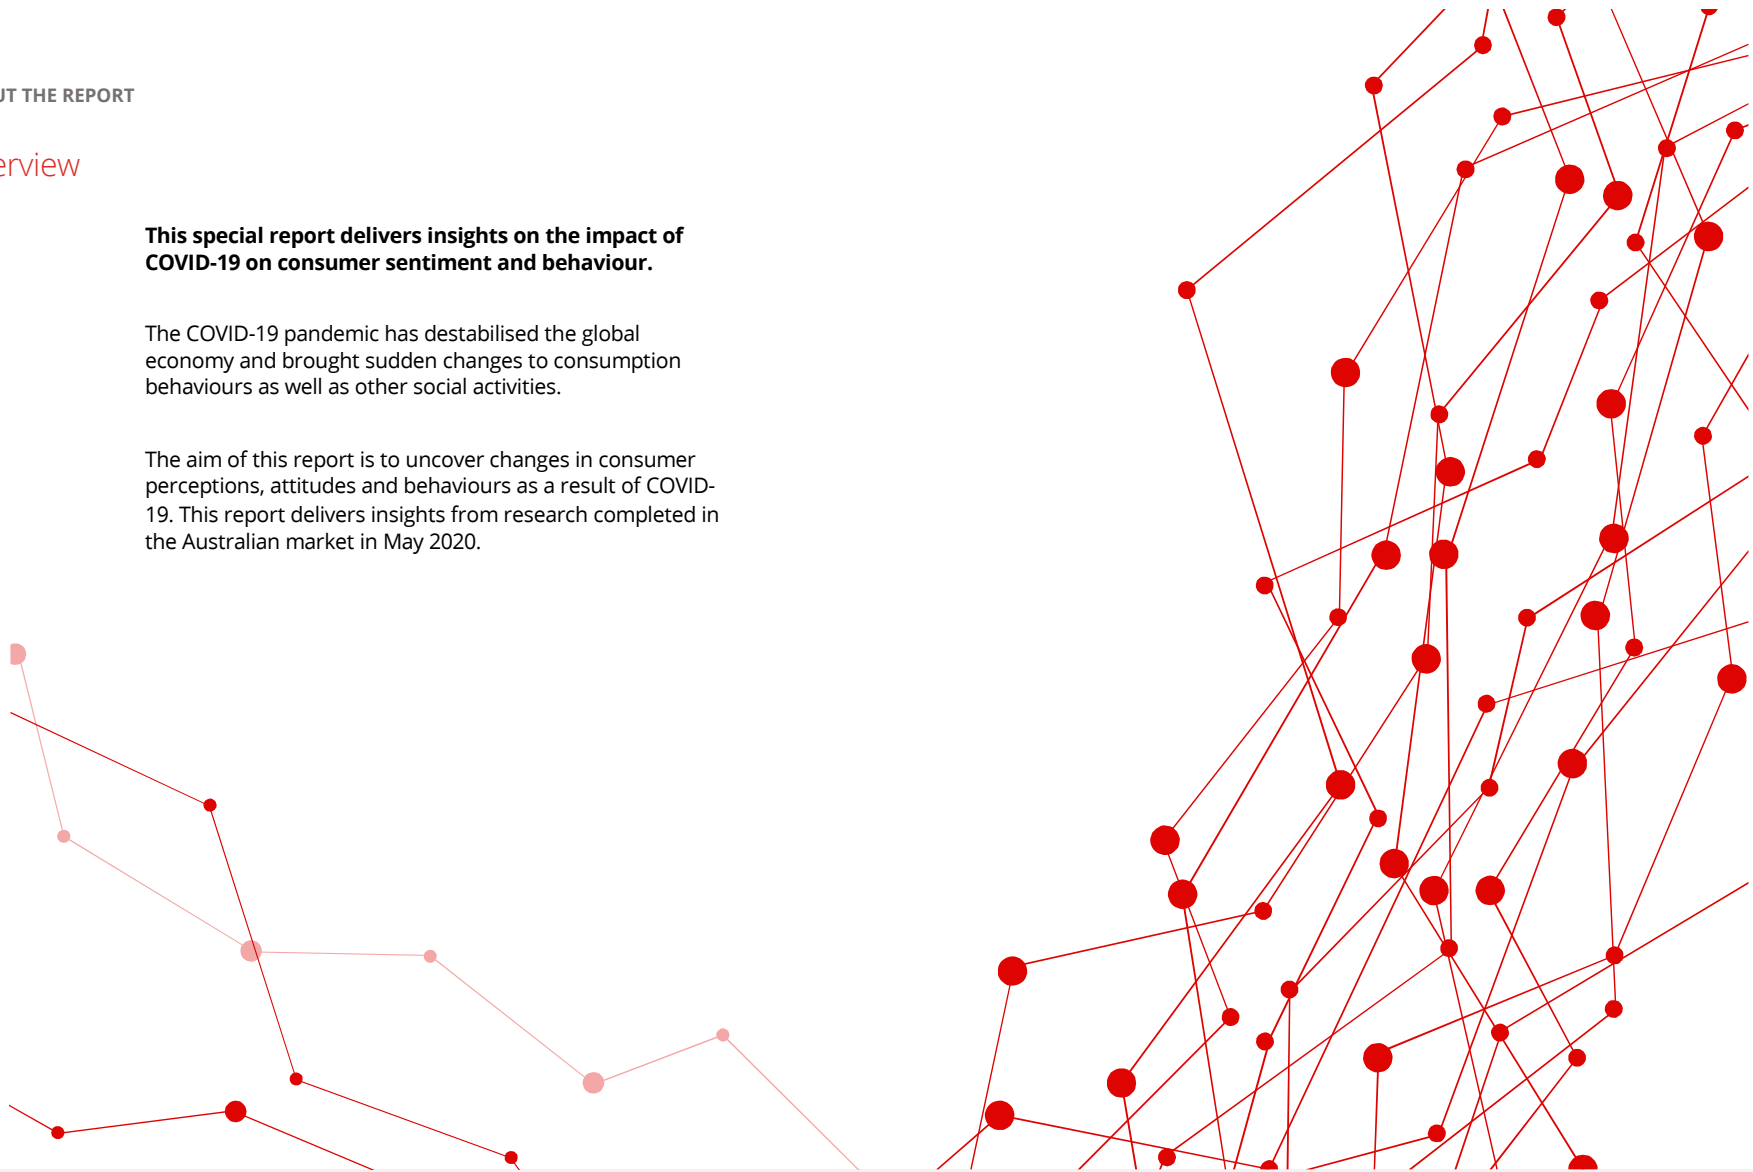 UT THE REPORT
erview
This special report delivers insights on the impact of
COVID-19 on consumer sentiment and behaviour.
The COVID-19 pandemic has destabilised the global
economy and brought sudden changes to consumption
behaviours as well as other social activities.
The aim of this report is to uncover changes in consumer
perceptions, attitudes and behaviours as a result of COVID-
19. This report delivers insights from research completed in
the Australian market in May 2020.